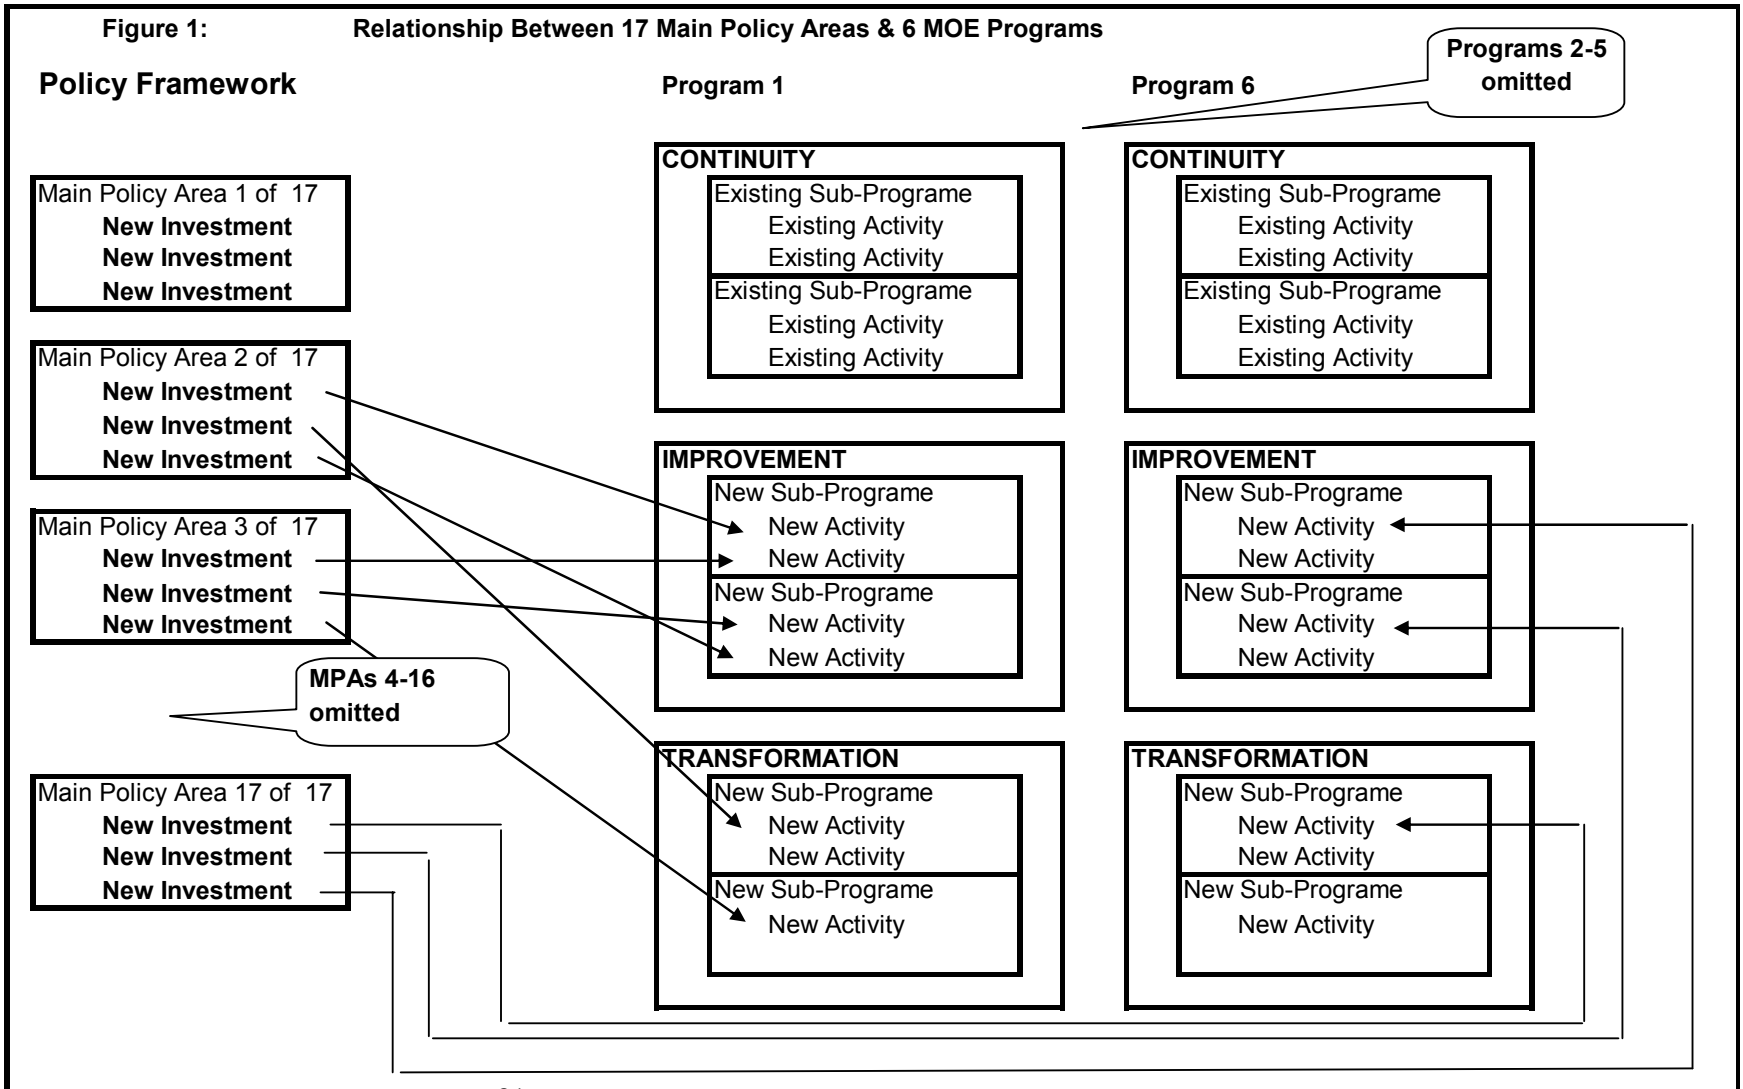 Figure 1: Relationship Between 17 Main Policy Areas & 6 MOE Programs
Programs 2-5
omitted
Policy Framework
Main Policy Area 1 of 17
New Investment
New Investment
New Investment
Main Policy Area 2 of 17
New Investment
New Investment
New Investment
Main Policy Area 3 of 17
New Investment
New Investment
New Investment
MPAs 4-16
omitted
Main Policy Area 17 of 17
New Investment
New Investment
New Investment
Program 1
CONTINUITY
Existing Sub-Programe
Existing Activity
Existing Activity
Existing Sub-Programe
Existing Activity
Existing Activity
IMPROVEMENT
New Sub-Programe
New Activity
New Activity
New Sub-Programe
New Activity
New Activity
TRANSFORMATION
New Sub-Programe
New Activity
New Activity
New Sub-Programe
New Activity
Program 6
CONTINUITY
Existing Sub-Programe
Existing Activity
Existing Activity
Existing Sub-Programe
Existing Activity
Existing Activity
IMPROVEMENT
New Sub-Programe
New Activity
New Activity
New Sub-Programe
New Activity
New Activity
TRANSFORMATION
New Sub-Programe
New Activity
New Activity
New Sub-Programe
New Activity